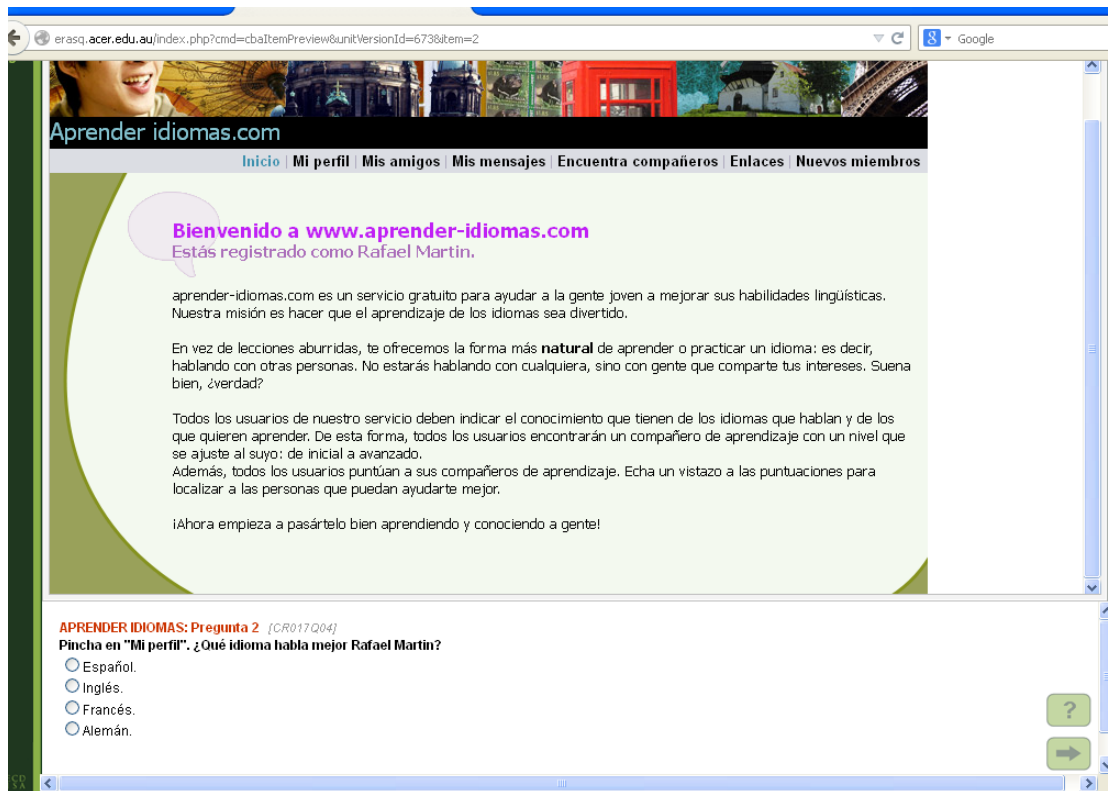 erasq.acer.edu.au/index.php?cmd=cbaItemPreview&unitVersionId=673&item=2
Google
Aprender idiomas.com
Inicio | Mi perfil | Mis amigos | Mis mensajes | Encuentra compañeros | Enlaces | Nuevos miembros
Bienvenido a www.aprender-idiomas.com
Estás registrado como Rafael Martin.
aprender-idiomas.com es un servicio gratuito para ayudar a la gente joven a mejorar sus habilidades lingüísticas.
Nuestra misión es hacer que el aprendizaje de los idiomas sea divertido.
En vez de lecciones aburridas, te ofrecemos la forma más natural de aprender o practicar un idioma: es decir,
hablando con otras personas. No estarás hablando con cualquiera, sino con gente que comparte tus intereses. Suena
bien, ¿verdad?
Todos los usuarios de nuestro servicio deben indicar el conocimiento que tienen de los idiomas que hablan y de los
que quieren aprender. De esta forma, todos los usuarios encontrarán un compañero de aprendizaje con un nivel que
se ajuste al suyo: de inicial a avanzado.
Además, todos los usuarios puntúan a sus compañeros de aprendizaje. Echa un vistazo a las puntuaciones para
localizar a las personas que puedan ayudarte mejor.
¡Ahora empieza a pasártelo bien aprendiendo y conociendo a gente!
APRENDER IDIOMAS: Pregunta 2 [CR017Q04]
Pincha en "Mi perfil". ¿Qué idioma habla mejor Rafael Martin?
Español.
Inglés.
Francés.
Alemán.
?